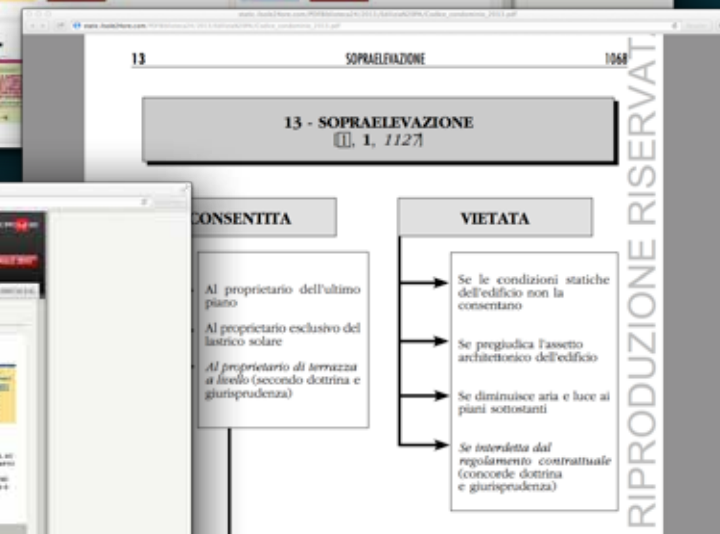 13 SOPRAELEVAZIONE 1068
13 - SOPRAELEVAZIONE
[1], 1, 1127
CONSENTITA
Al proprietario dell'ultimo
piano
Al proprietario esclusivo del
lastrico solare
Al proprietario di terrazza
a livello (secondo dottrina e
giurisprudenza)
VIETATA
Se le condizioni statiche
dell'edificio non la
consentano
Se pregiudica l'assetto
architettonico dell'edificio
Se diminuisce aria e luce ai
piani sottostanti
Se interdetta dal
regolamento contrattuale
(concorde dottrina
e giurisprudenza)
RIPRODUZIONE RISERVAT